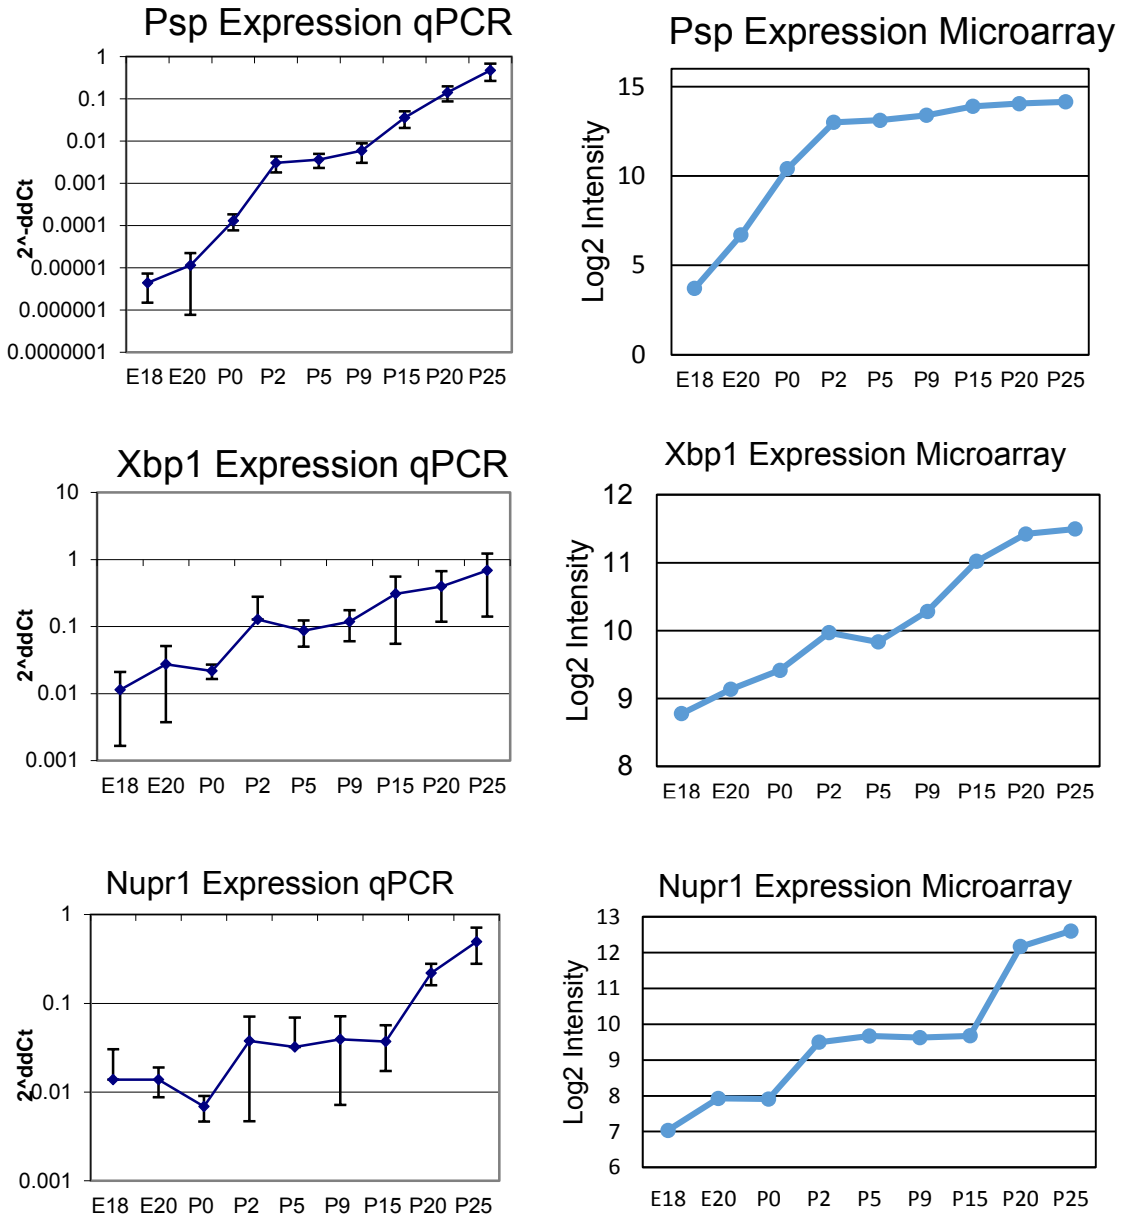 Psp Expression qPCR
1
0.1
0.01
0.001
0.0001
0.00001
0.000001
0.0000001
2^-ddCt
E18 E20 P0 P2 P5 P9 P15 P20 P25
Psp Expression Microarray
15
10
5
0
Log2 Intensity
E18 E20 P0 P2 P5 P9 P15 P20 P25
Xbp1 Expression qPCR
10
1
0.1
0.01
0.001
2^ddCt
E18 E20 P0 P2 P5 P9 P15 P20 P25
Xbp1 Expression Microarray
12
11
10
9
8
Log2 Intensity
E18 E20 P0 P2 P5 P9 P15 P20 P25
Nupr1 Expression qPCR
1
0.1
0.01
0.001
2^ddCt
E18 E20 P0 P2 P5 P9 P15 P20 P25
Nupr1 Expression Microarray
13
12
11
10
9
8
7
6
Log2 Intensity
E18 E20 P0 P2 P5 P9 P15 P20 P25